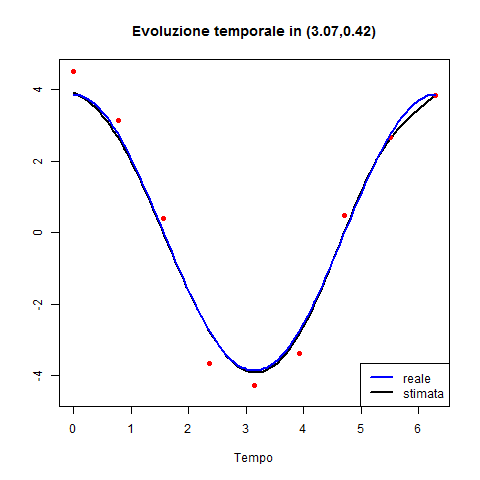 Evoluzione temporale in (3.07,0.42)
4
2
0
-2
-4
reale
stimata
0 1 2 3 4 5 6
Tempo